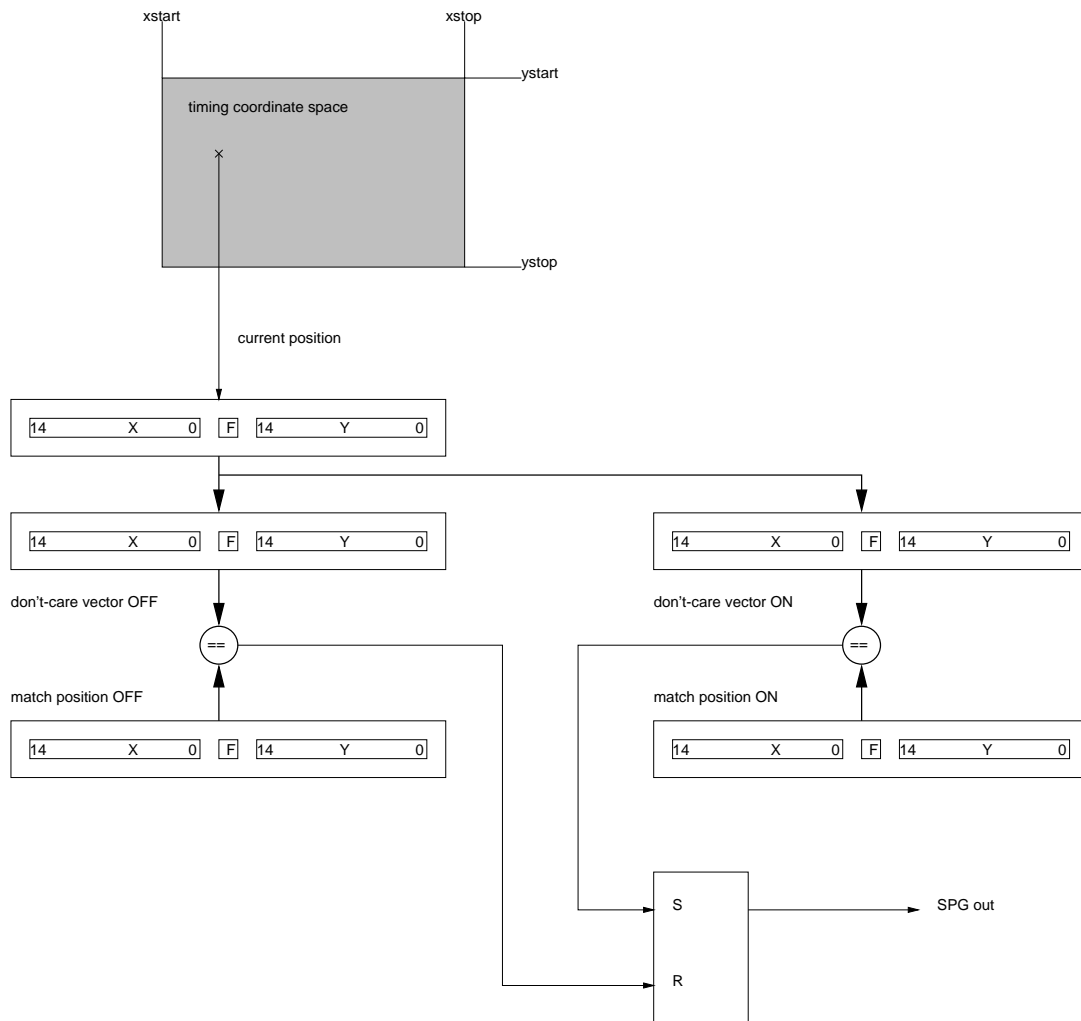 xstart xstop
ystart
timing coordinate space
ystop
current position
14 X 0 F 14 Y 0
14 X 0 F 14 Y 0 14 X 0 F 14 Y 0
don't-care vector OFF don't-care vector ON
== ==
match position OFF match position ON
14 X 0 F 14 Y 0 14 X 0 F 14 Y 0
S SPG out
R